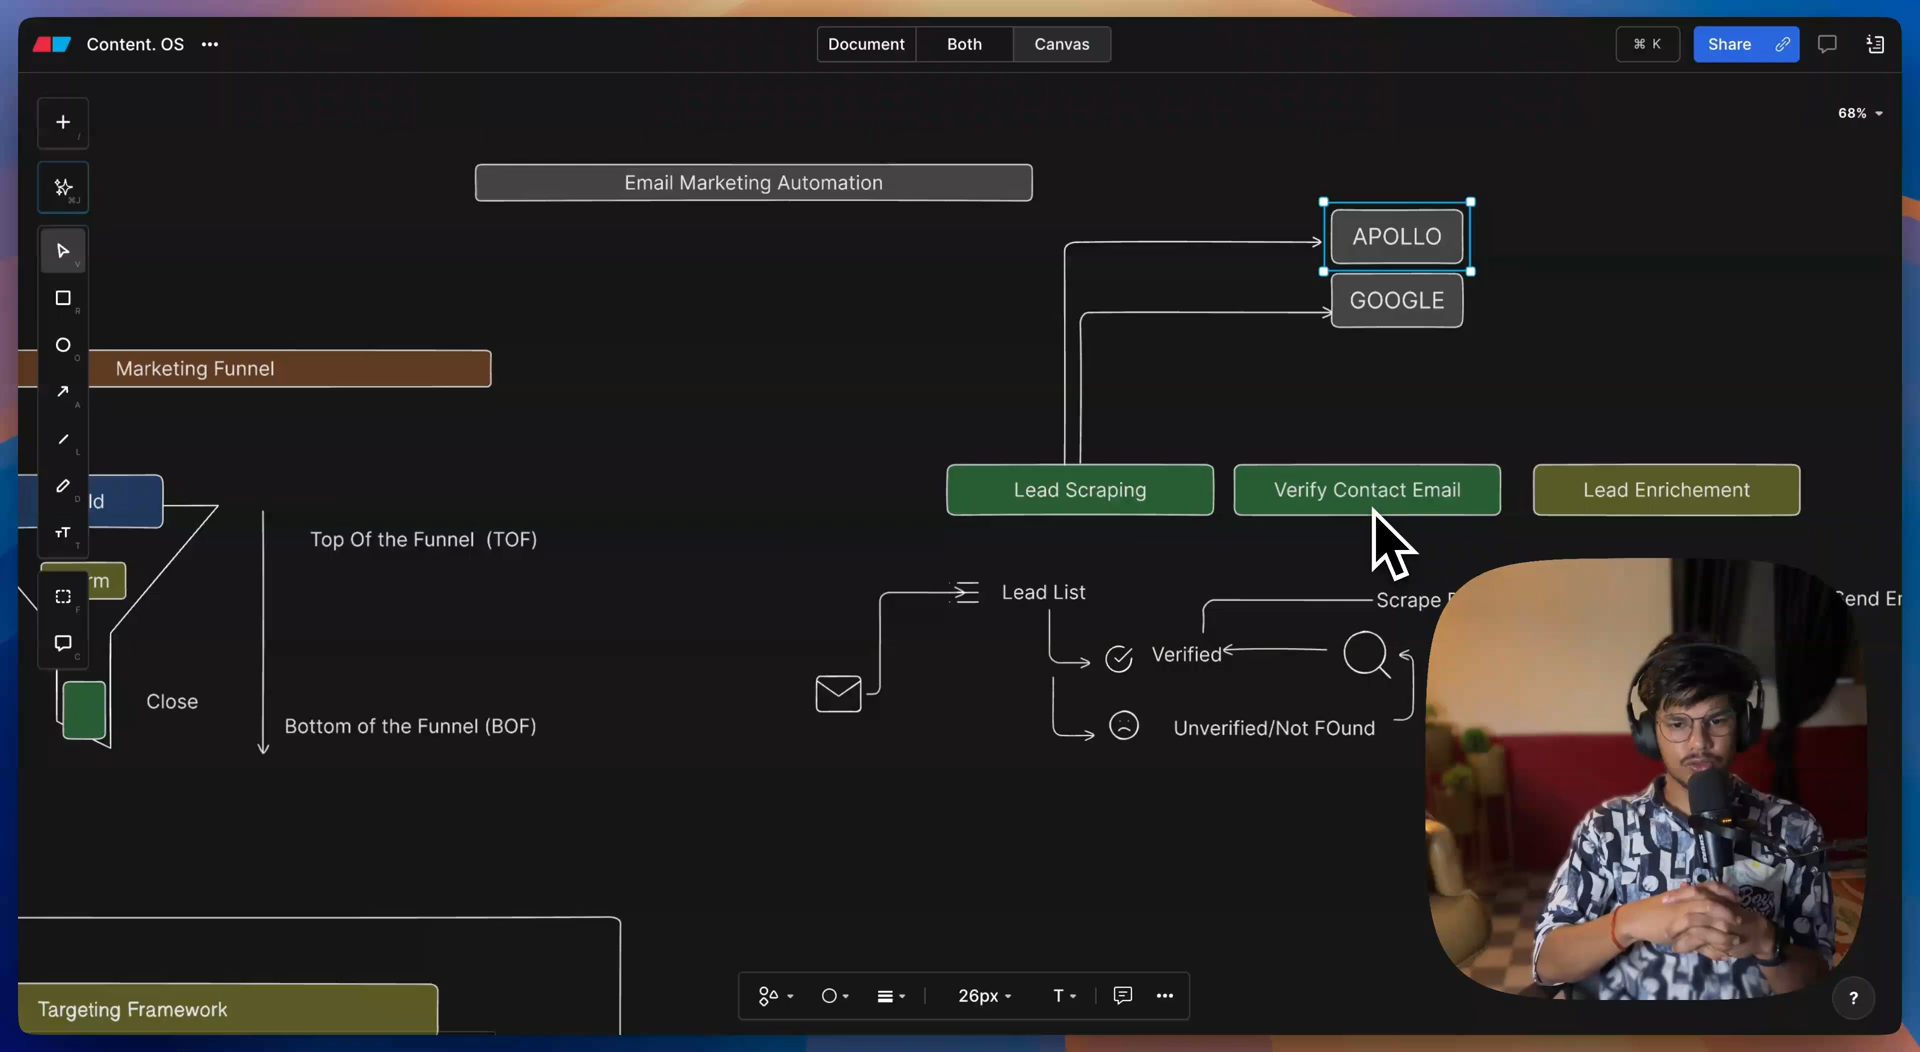 Content. OS
Document
Both
Canvas
⌘ K
Share
68%
Email Marketing Automation
APOLLO
GOOGLE
Marketing Funnel
Lead Scraping
Verify Contact Email
Lead Enrichement
ld
Top Of the Funnel (TOF)
rm
Lead List
Scrape
Send
Verified
Close
Bottom of the Funnel (BOF)
Unverified/Not FOund
Targeting Framework
26px
T
?
/
⌘J
V
R
O
A
L
D
T
F
C